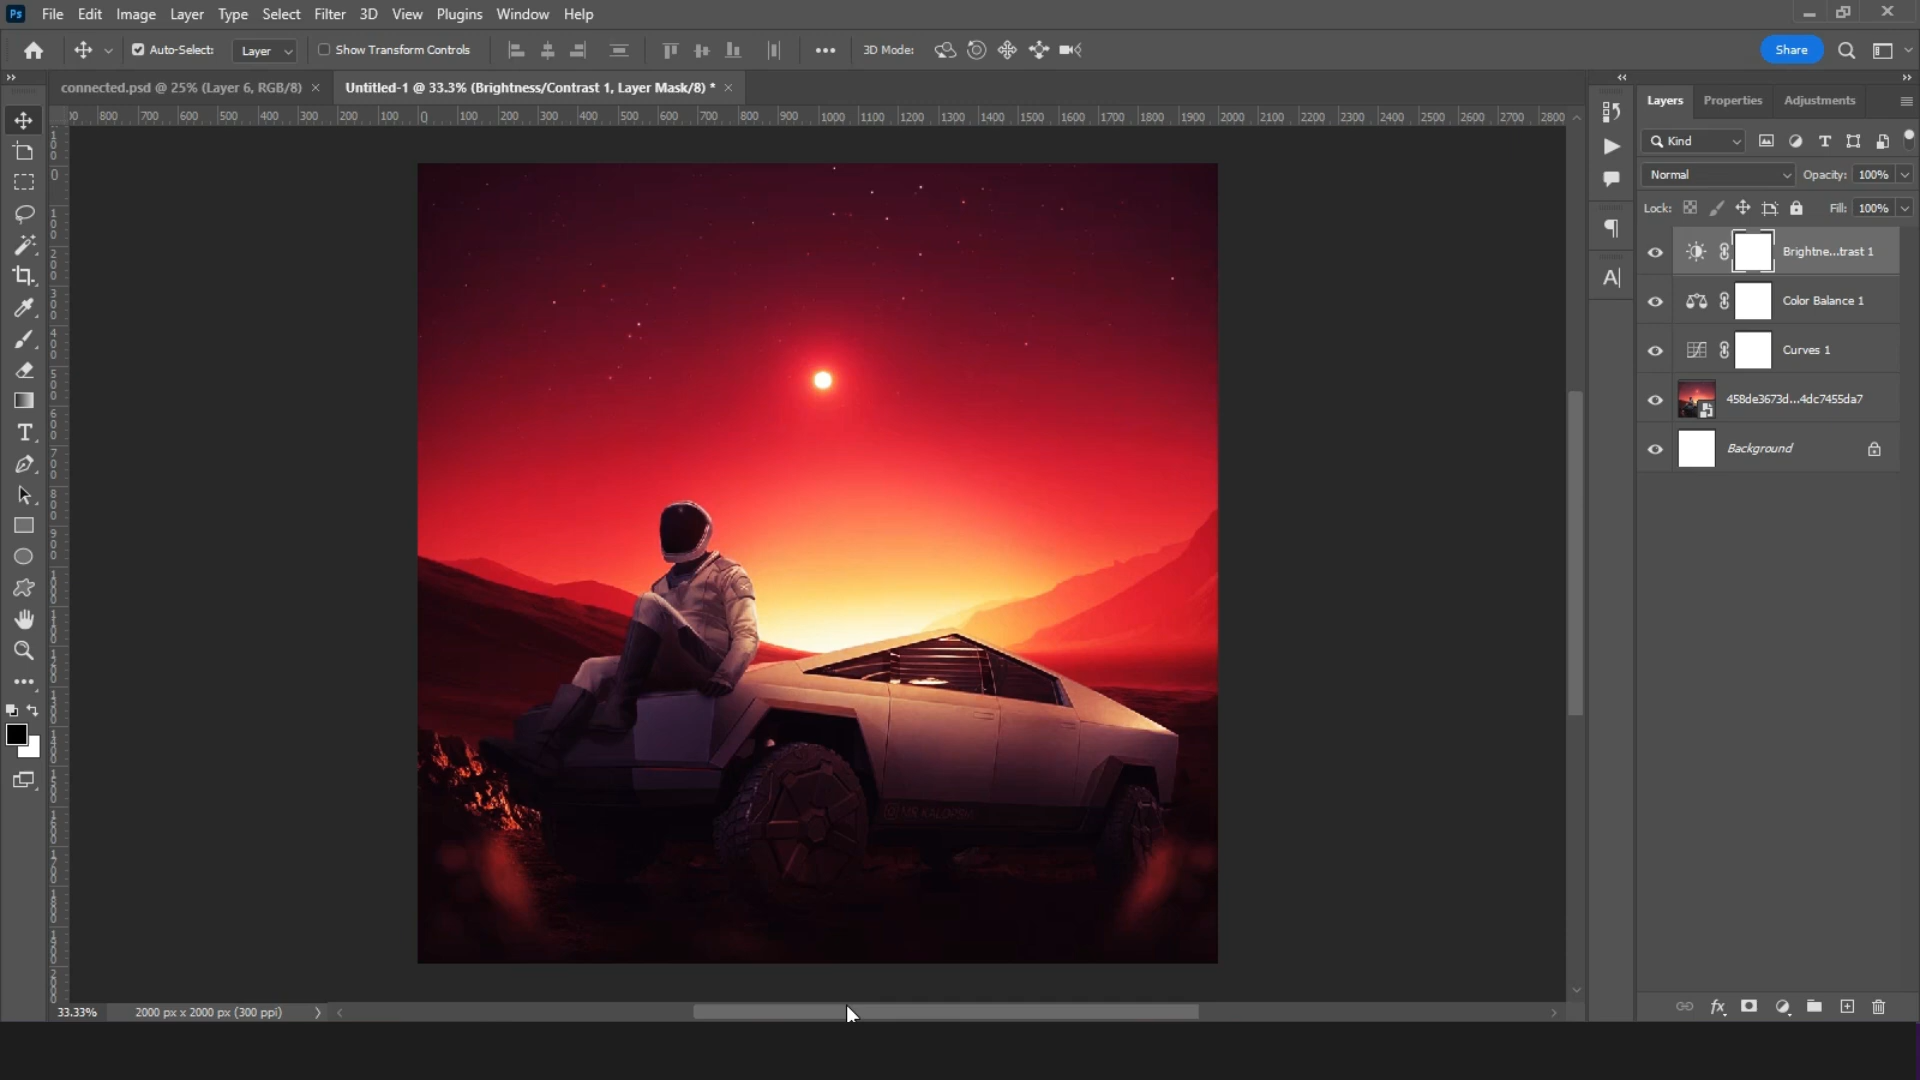 Ps File Edit Image Layer Type Select Filter 3D View Plugins Window Help
Auto-Select: Layer Show Transform Controls 3D Mode: Share
connected.psd @ 25% (Layer 6, RGB/8) × Untitled-1 @ 33.3% (Brightness/Contrast 1, Layer Mask/8) * ×
800 700 600 500 400 300 200 100 0 100 200 300 400 500 600 700 800 900 1000 1100 1200 1300 1400 1500 1600 1700 1800 1900 2000 2100 2200 2300 2400 2500 2600 2700 2800
Layers Properties Adjustments
Kind
Normal Opacity: 100%
Lock: Fill: 100%
Brightne...trast 1
Color Balance 1
Curves 1
458de3673d...4dc7455da7
Background
33.33% 2000 px x 2000 px (300 ppi)